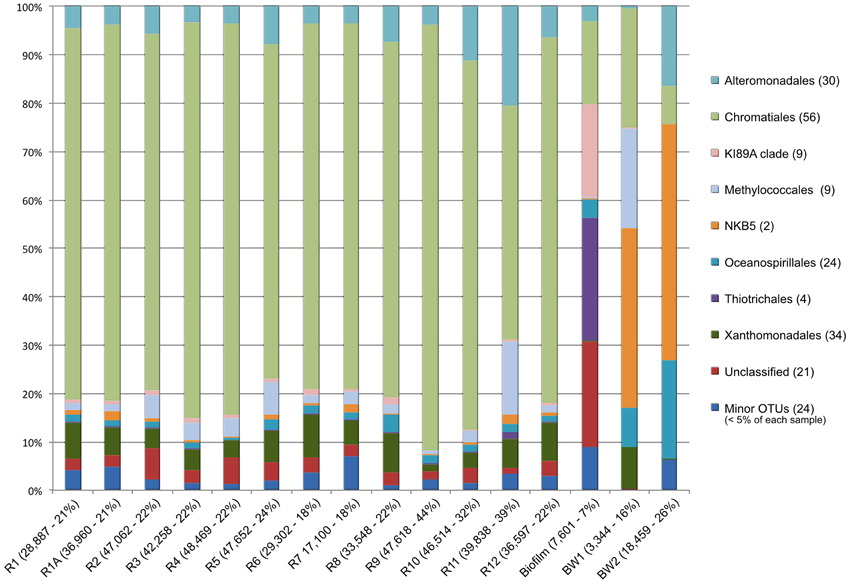 100%
90%
80%
70%
60%
50%
40%
30%
20%
10%
0%
Alteromonadales (30)
Chromatiales (56)
KI89A clade (9)
Methylococcales (9)
NKB5 (2)
Oceanospirillales (24)
Thiotrichales (4)
Xanthomonadales (34)
Unclassified (21)
Minor OTUs (24)
(< 5% of each sample)
R1 (28,887 - 21%)
R1A (36,960 - 21%)
R2 (47,062 - 22%)
R3 (42,258 - 22%)
R4 (48,469 - 22%)
R5 (47,652 - 24%)
R6 (29,302 - 18%)
R7 17,100 - 18%)
R8 (33,548 - 22%)
R9 (47,618 - 44%)
R10 (46,514 - 32%)
R11 (39,838 - 39%)
R12 (36,597 - 22%)
Biofilm (7,601 - 7%)
BW1 (3,344 - 16%)
BW2 (18,459 - 26%)